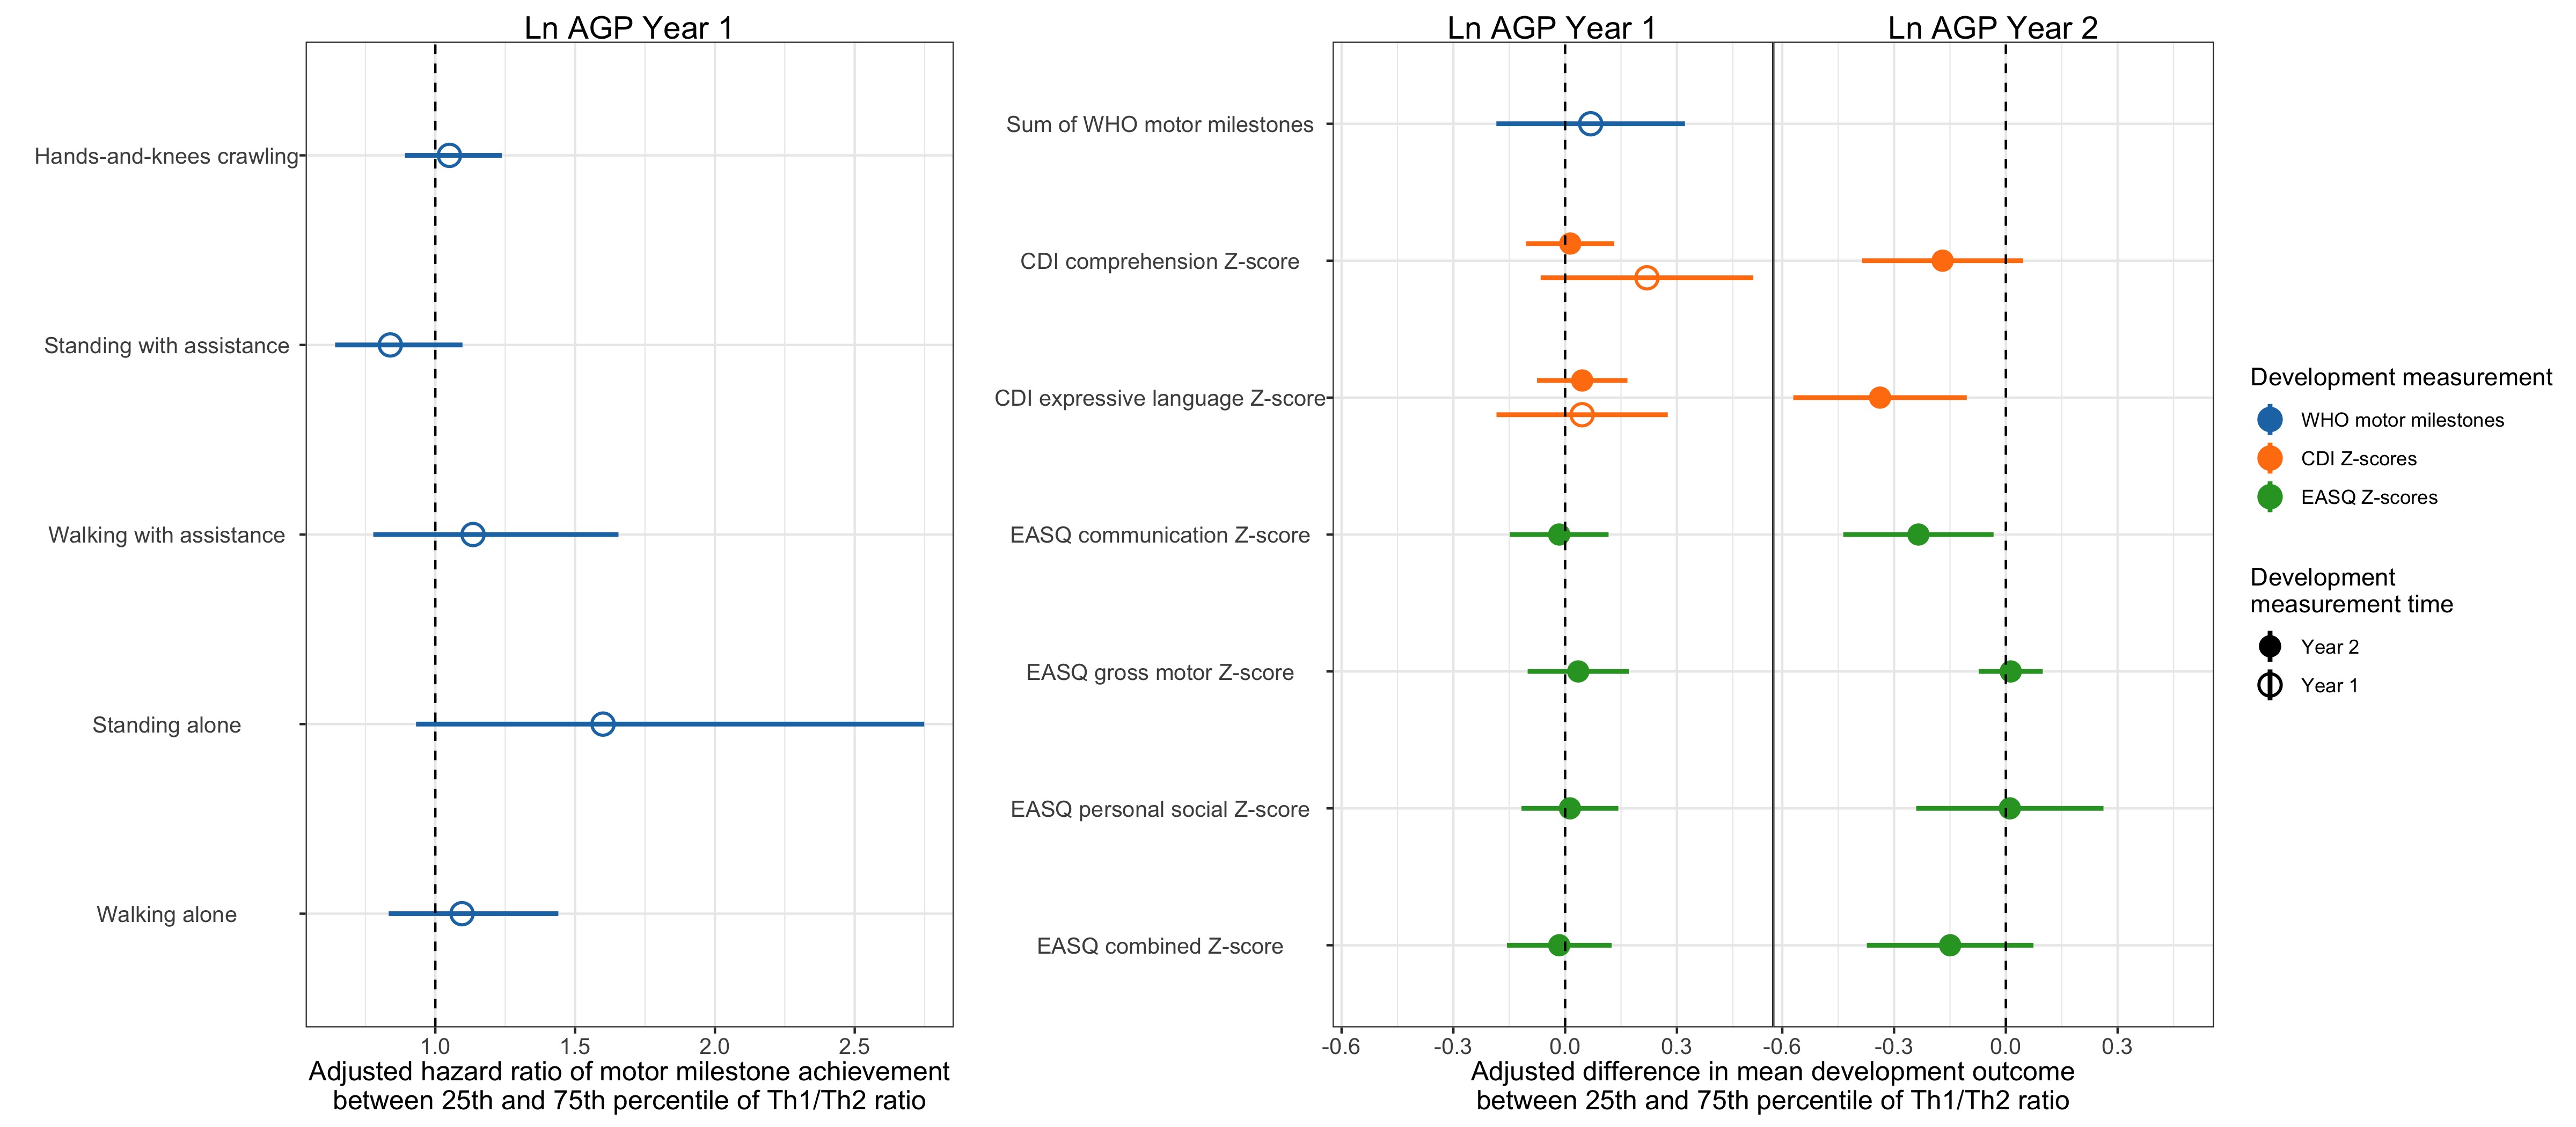 Ln AGP Year 1
Hands-and-knees crawling
Standing with assistance
Walking with assistance
Standing alone
Walking alone
1.0 1.5 2.0 2.5
Adjusted hazard ratio of motor milestone achievement
between 25th and 75th percentile of Th1/Th2 ratio
Ln AGP Year 1 Ln AGP Year 2
Sum of WHO motor milestones
CDI comprehension Z-score
CDI expressive language Z-score
EASQ communication Z-score
EASQ gross motor Z-score
EASQ personal social Z-score
EASQ combined Z-score
-0.6 -0.3 0.0 0.3 -0.6 -0.3 0.0 0.3
Adjusted difference in mean development outcome
between 25th and 75th percentile of Th1/Th2 ratio
Development measurement
WHO motor milestones
CDI Z-scores
EASQ Z-scores
Development
measurement time
Year 2
Year 1